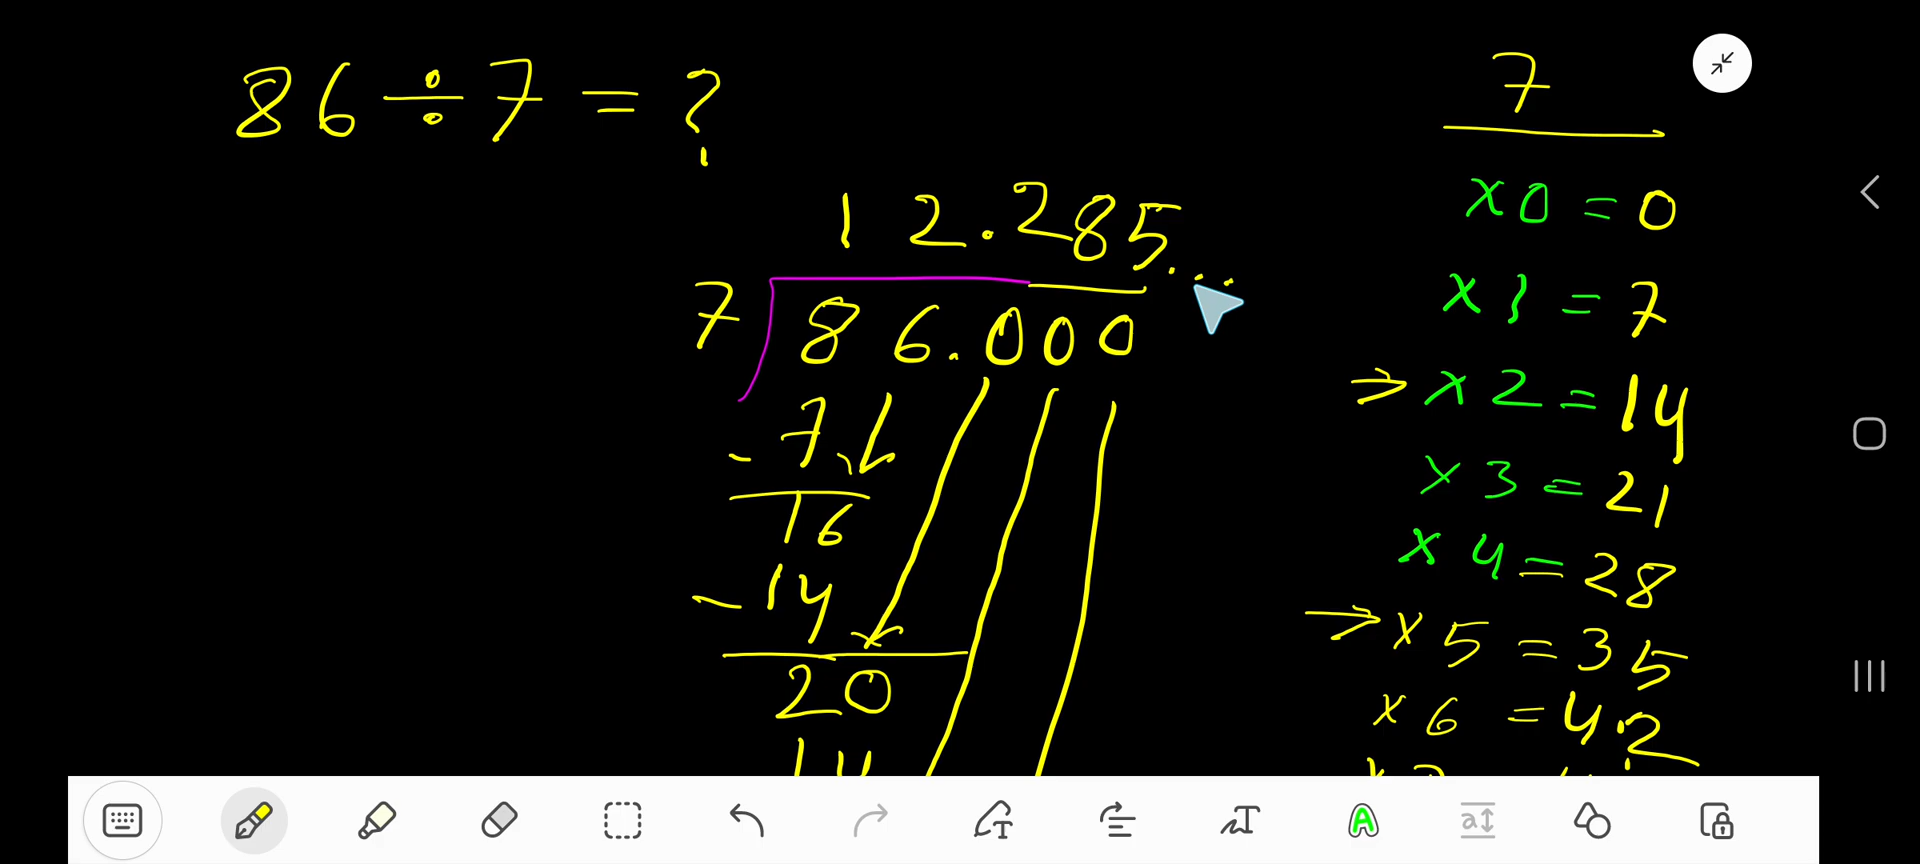 86 ÷ 7 = ?
12.285...
7 86.000
- 7
16
- 14
20
14
7
x 0 = 0
x 1 = 7
⇒ x 2 = 14
x 3 = 21
x 4 = 28
⇒ x 5 = 35
x 6 = 42